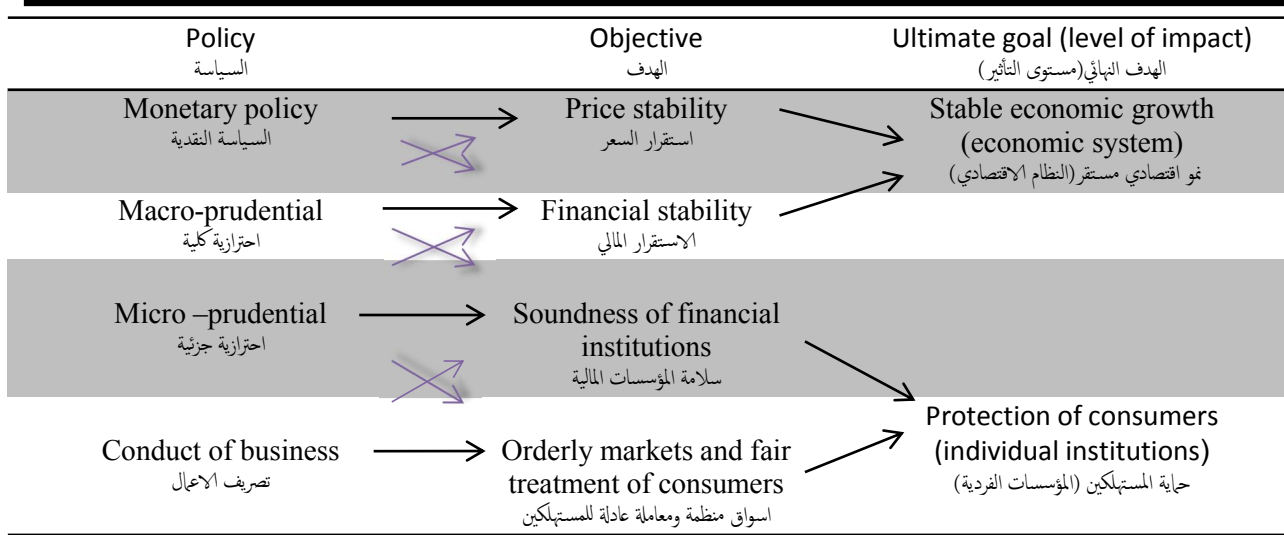 Policy
السياسة
Objective
الهدف
Ultimate goal (level of impact)
الهدف النهائي(مستوى التأثير)
Monetary policy
السياسة النقدية
Price stability
استقرار السعر
Stable economic growth
(economic system)
نمو اقتصادي مستقر(النظام الاقتصادي)
Macro-prudential
احترازية كلية
Financial stability
الاستقرار المالي
Micro –prudential
احترازية جزئية
Soundness of financial
institutions
سلامة المؤسسات المالية
Conduct of business
تصريف الاعمال
Orderly markets and fair
treatment of consumers
اسواق منظمة ومعاملة عادلة للمستهلكين
Protection of consumers
(individual institutions)
حماية المستهلكين (المؤسسات الفردية)